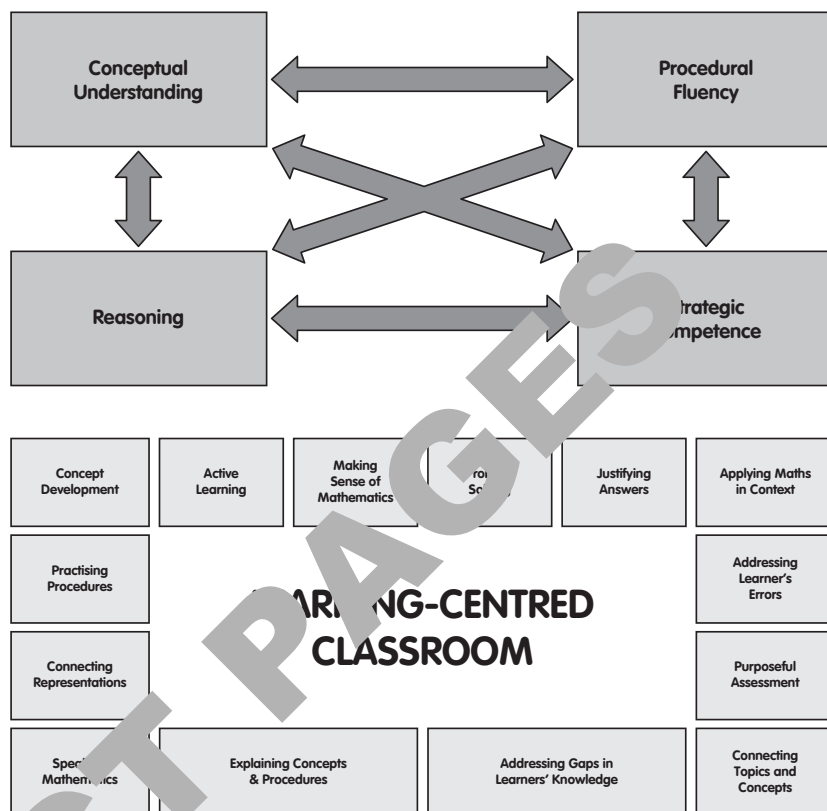 Conceptual
Understanding
Procedural
Fluency
Reasoning
Concept
Development
Active
Learning
Making
Sense of
Mathematics
Justifying
Answers
Applying Maths
in Context
Practising
Procedures
Addressing
Learner's
Errors
CENTRED
CLASSROOM
Connecting
Representations
Purposeful
Assessment
Explaining Concepts
& Procedures
Addressing Gaps in
Learners' Knowledge
Connecting
Topics and
Concepts
PAGES